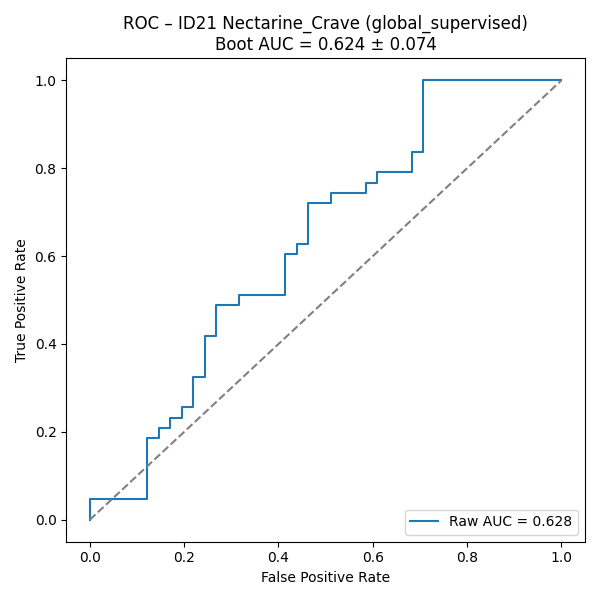 ROC – ID21 Nectarine_Crave (global_supervised)
Boot AUC = 0.624 ± 0.074
True Positive Rate
1.0
0.8
0.6
0.4
0.2
0.0
0.0 0.2 0.4 0.6 0.8 1.0
False Positive Rate
Raw AUC = 0.628